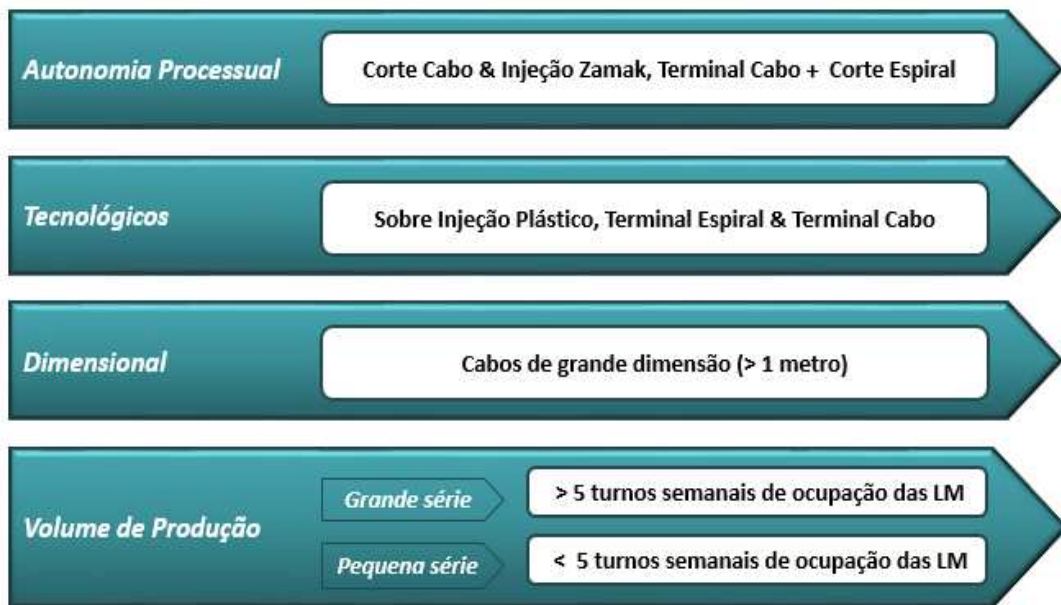 Autonomia Processual
Corte Cabo & Injeção Zamak, Terminal Cabo + Corte Espiral
Tecnológicos
Sobre Injeção Plástico, Terminal Espiral & Terminal Cabo
Dimensional
Cabos de grande dimensão (> 1 metro)
Volume de Produção
Grande série
> 5 turnos semanais de ocupação das LM
Pequena série
< 5 turnos semanais de ocupação das LM